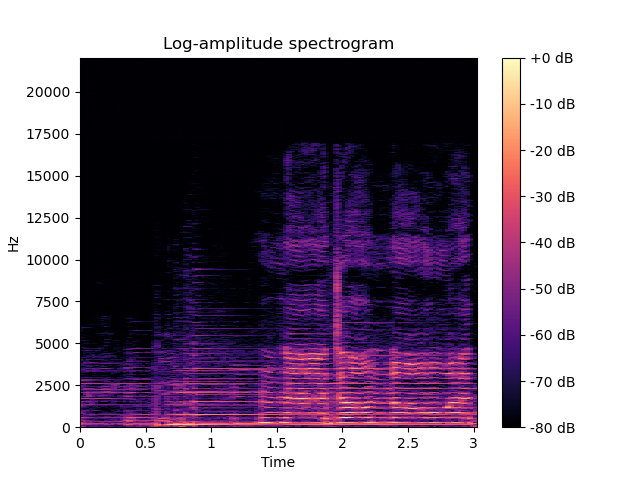 Log-amplitude spectrogram
Hz
20000
17500
15000
12500
10000
7500
5000
2500
0
0 0.5 1 1.5 2 2.5 3
Time
+0 dB
-10 dB
-20 dB
-30 dB
-40 dB
-50 dB
-60 dB
-70 dB
-80 dB